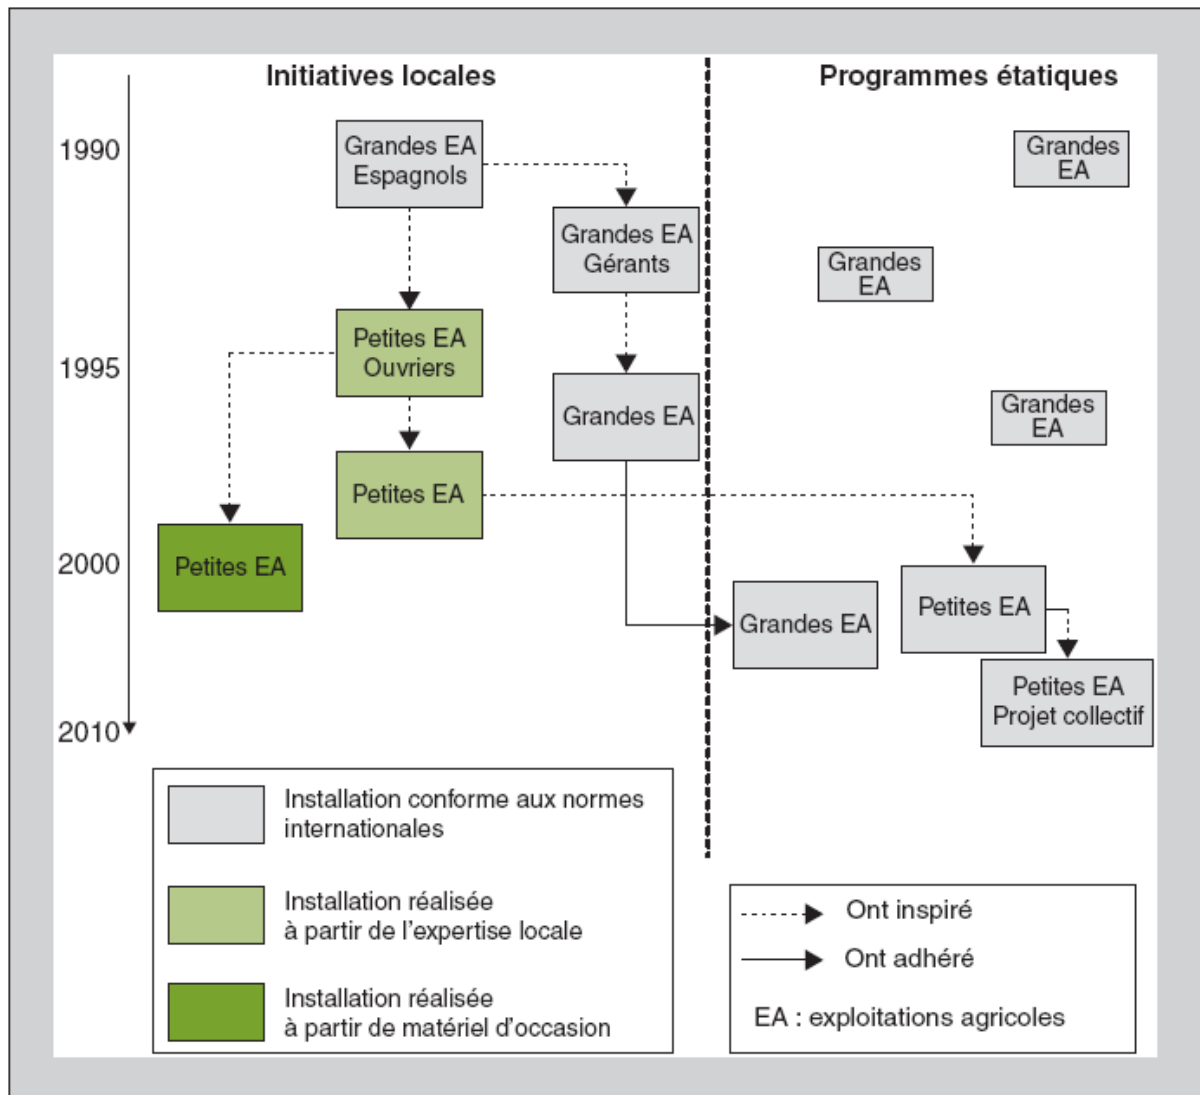 Initiatives locales
Programmes étatiques
1990
1995
2000
2010
Grandes EA
Espagnols
Grandes EA
Gérants
Petites EA
Ouvriers
Grandes EA
Petites EA
Petites EA
Grandes
EA
Grandes
EA
Grandes
EA
Grandes EA
Petites EA
Petites EA
Projet collectif
Installation conforme aux normes
internationales
Installation réalisée
à partir de l'expertise locale
Installation réalisée
à partir de matériel d'occasion
Ont inspiré
Ont adhéré
EA : exploitations agricoles